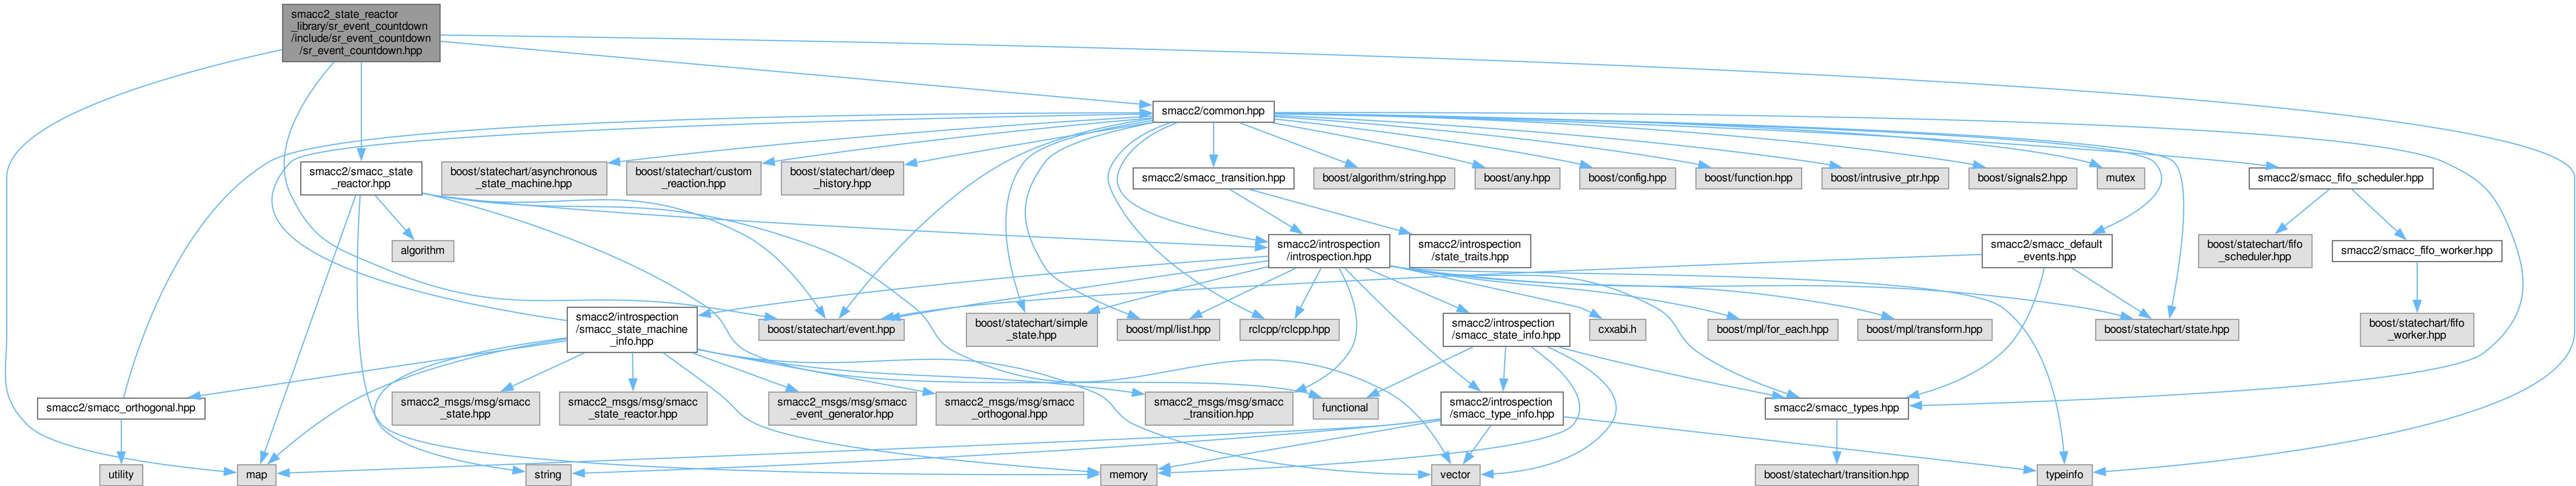 smacc2_state_reactor
_library/sr_event_countdown
/include/sr_event_countdown
/sr_event_countdown.hpp
smacc2/common.hpp
smacc2/smacc_state
_reactor.hpp
boost/statechart/asynchronous
_state_machine.hpp
boost/statechart/custom
_reaction.hpp
boost/statechart/deep
_history.hpp
smacc2/smacc_transition.hpp
boost/algorithm/string.hpp
boost/any.hpp
boost/config.hpp
boost/function.hpp
boost/intrusive_ptr.hpp
boost/signals2.hpp
mutex
smacc2/smacc_fifo_scheduler.hpp
algorithm
smacc2/introspection
/introspection.hpp
smacc2/introspection
/state_traits.hpp
smacc2/smacc_default
_events.hpp
boost/statechart/fifo
_scheduler.hpp
smacc2/smacc_fifo_worker.hpp
smacc2/introspection
/smacc_state_machine
_info.hpp
boost/statechart/event.hpp
boost/statechart/simple
_state.hpp
boost/mpl/list.hpp
rclcpp/rclcpp.hpp
smacc2/introspection
/smacc_state_info.hpp
cxxabi.h
boost/mpl/for_each.hpp
boost/mpl/transform.hpp
boost/statechart/state.hpp
boost/statechart/fifo
_worker.hpp
smacc2/smacc_orthogonal.hpp
smacc2_msgs/msg/smacc
_state.hpp
smacc2_msgs/msg/smacc
_state_reactor.hpp
smacc2_msgs/msg/smacc
_event_generator.hpp
smacc2_msgs/msg/smacc
_orthogonal.hpp
smacc2_msgs/msg/smacc
_transition.hpp
functional
smacc2/introspection
/smacc_type_info.hpp
smacc2/smacc_types.hpp
utility
map
string
memory
vector
boost/statechart/transition.hpp
typeinfo